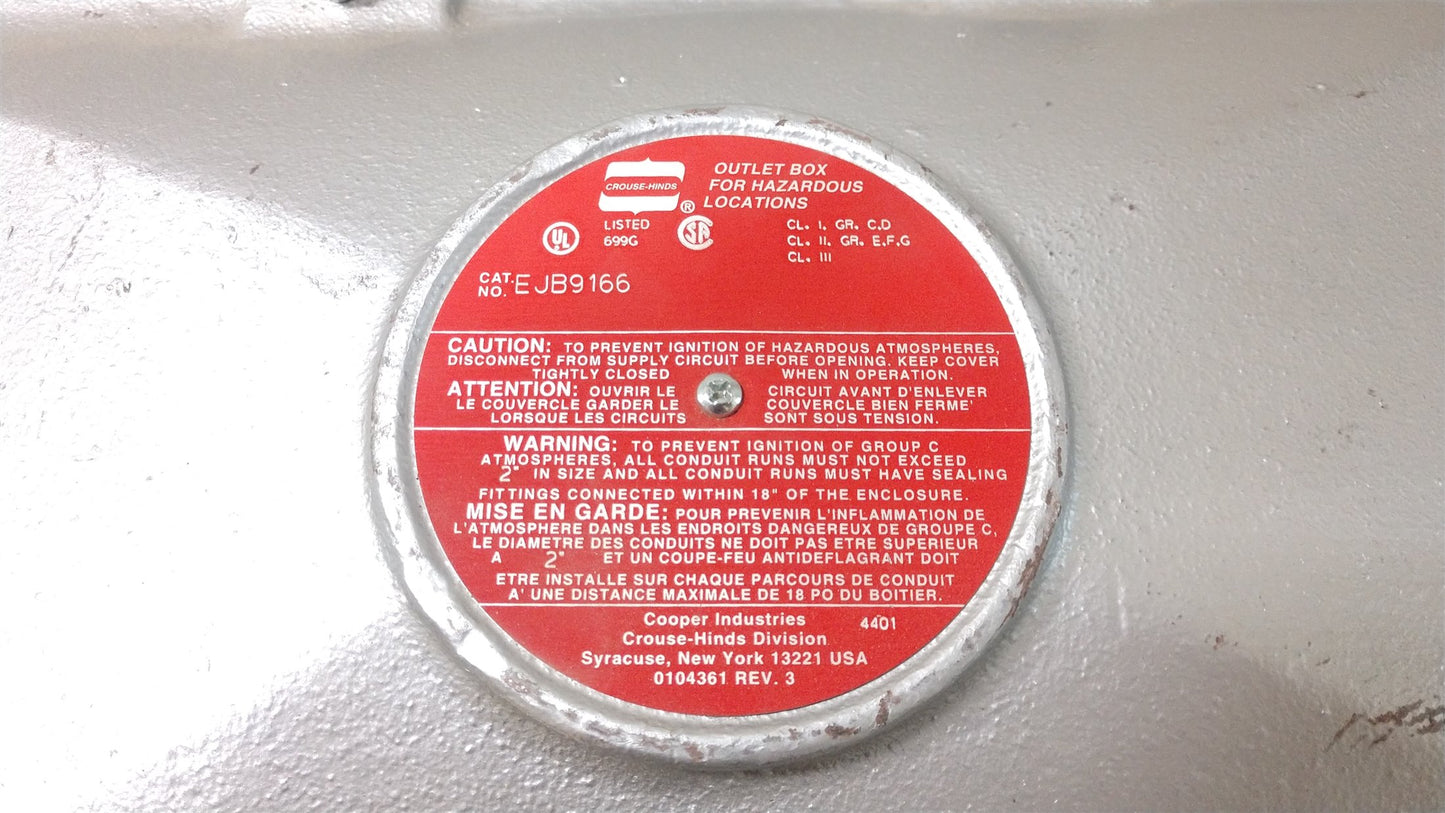 CROUSE-HINDS
®
OUTLET BOX
FOR HAZARDOUS
LOCATIONS
UL
LISTED
699G
SA
CL. I, GR. C,D
CL. II, GR. E,F,G
CL. III
CAT. NO. EJB9166
CAUTION: TO PREVENT IGNITION OF HAZARDOUS ATMOSPHERES,
DISCONNECT FROM SUPPLY CIRCUIT BEFORE OPENING. KEEP COVER
TIGHTLY CLOSED WHEN IN OPERATION.
ATTENTION: OUVRIR LE CIRCUIT AVANT D'ENLEVER
LE COUVERCLE GARDER LE COUVERCLE BIEN FERME'
LORSQUE LES CIRCUITS SONT SOUS TENSION.
WARNING: TO PREVENT IGNITION OF GROUP C
ATMOSPHERES, ALL CONDUIT RUNS MUST NOT EXCEED
2" IN SIZE AND ALL CONDUIT RUNS MUST HAVE SEALING
FITTINGS CONNECTED WITHIN 18" OF THE ENCLOSURE.
MISE EN GARDE: POUR PREVENIR L'INFLAMMATION DE
L'ATMOSPHERE DANS LES ENDROITS DANGEREUX DE GROUPE C,
LE DIAMETRE DES CONDUITS NE DOIT PAS ETRE SUPERIEUR
A 2" ET UN COUPE-FEU ANTIDEFLAGRANT DOIT
ETRE INSTALLE SUR CHAQUE PARCOURS DE CONDUIT
A' UNE DISTANCE MAXIMALE DE 18 PO DU BOITIER.
Cooper Industries 4401
Crouse-Hinds Division
Syracuse, New York 13221 USA
0104361 REV. 3